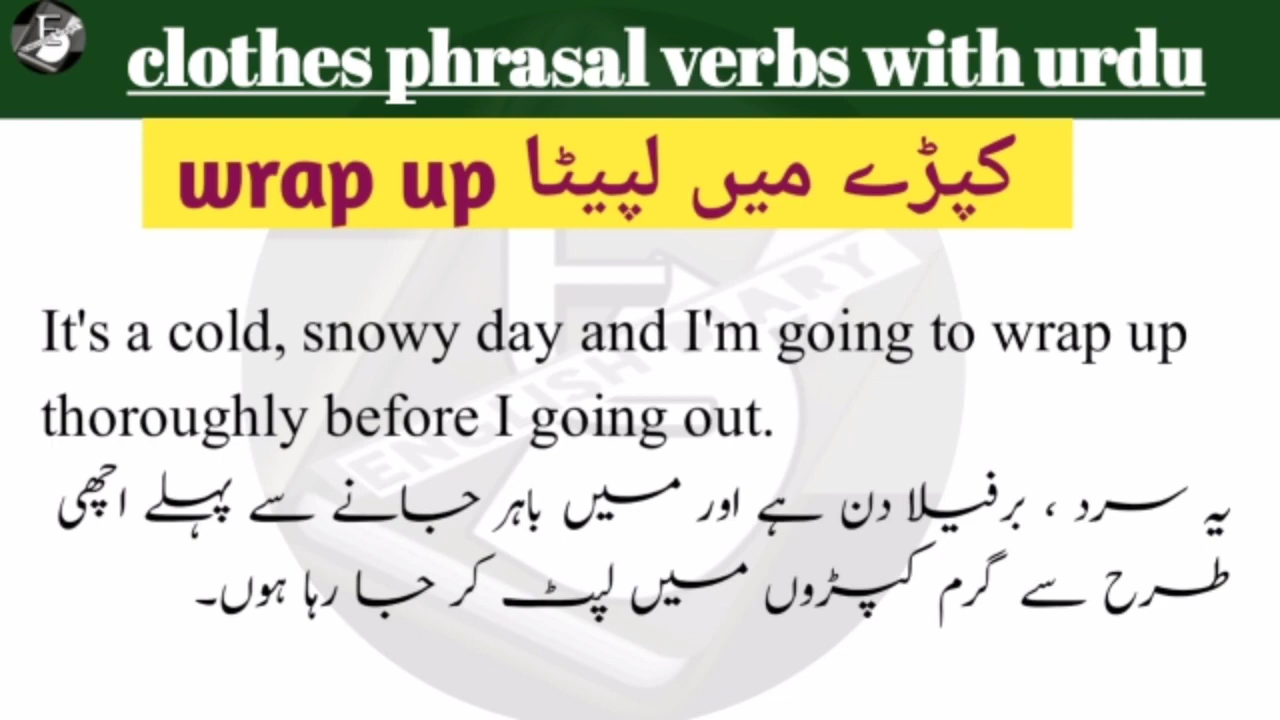 clothes phrasal verbs with urdu
wrap up کپڑے میں لپیٹا
It's a cold, snowy day and I'm going to wrap up
thoroughly before I going out.
یہ سرد ، برفیلا دن ہے اور میں باہر جانے سے پہلے اچھی
طرح سے گرم کپڑوں میں لپٹ کر جا رہا ہوں۔